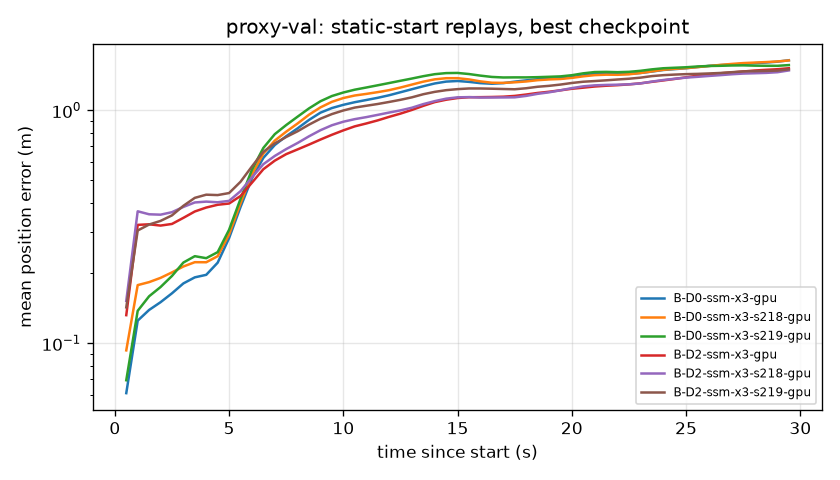 proxy-val: static-start replays, best checkpoint
mean position error (m)
10⁰
10⁻¹
0 5 10 15 20 25 30
time since start (s)
B-D0-ssm-x3-gpu
B-D0-ssm-x3-s218-gpu
B-D0-ssm-x3-s219-gpu
B-D2-ssm-x3-gpu
B-D2-ssm-x3-s218-gpu
B-D2-ssm-x3-s219-gpu